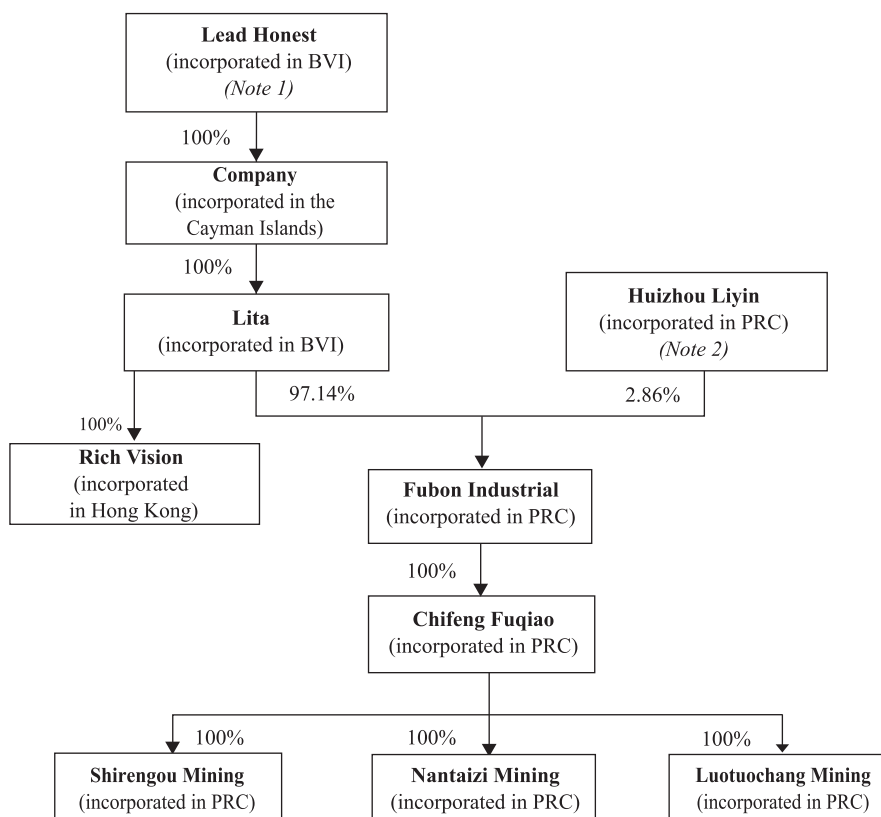 Lead Honest
(incorporated in BVI)
(Note 1)
100%
Company
(incorporated in the
Cayman Islands)
100%
Lita
(incorporated in BVI)
Huizhou Liyin
(incorporated in PRC)
(Note 2)
97.14%
2.86%
100%
Rich Vision
(incorporated
in Hong Kong)
Fubon Industrial
(incorporated in PRC)
100%
Chifeng Fuqiao
(incorporated in PRC)
100%
100%
100%
Shirengou Mining
(incorporated in PRC)
Nantaizi Mining
(incorporated in PRC)
Luotuochang Mining
(incorporated in PRC)